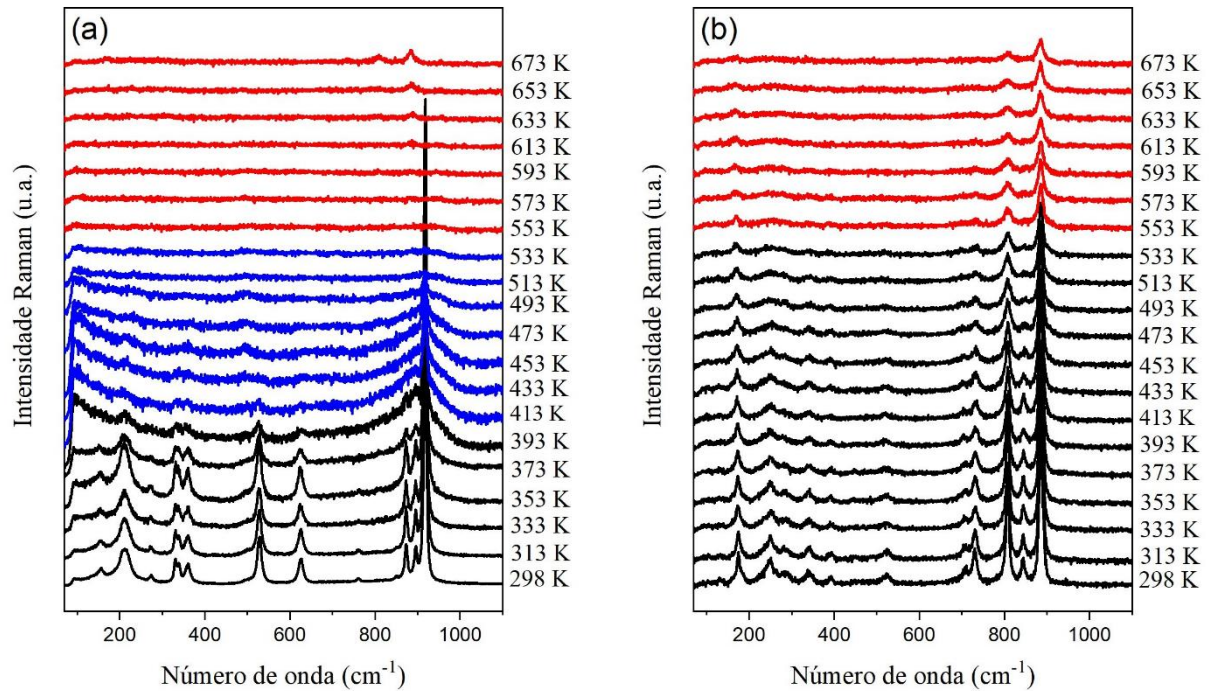 (a)
Intensidade Raman (u.a.)
673 K
653 K
633 K
613 K
593 K
573 K
553 K
533 K
513 K
493 K
473 K
453 K
433 K
413 K
393 K
373 K
353 K
333 K
313 K
298 K
200 400 600 800 1000
Número de onda (cm⁻¹)
(b)
Intensidade Raman (u.a.)
673 K
653 K
633 K
613 K
593 K
573 K
553 K
533 K
513 K
493 K
473 K
453 K
433 K
413 K
393 K
373 K
353 K
333 K
313 K
298 K
200 400 600 800 1000
Número de onda (cm⁻¹)